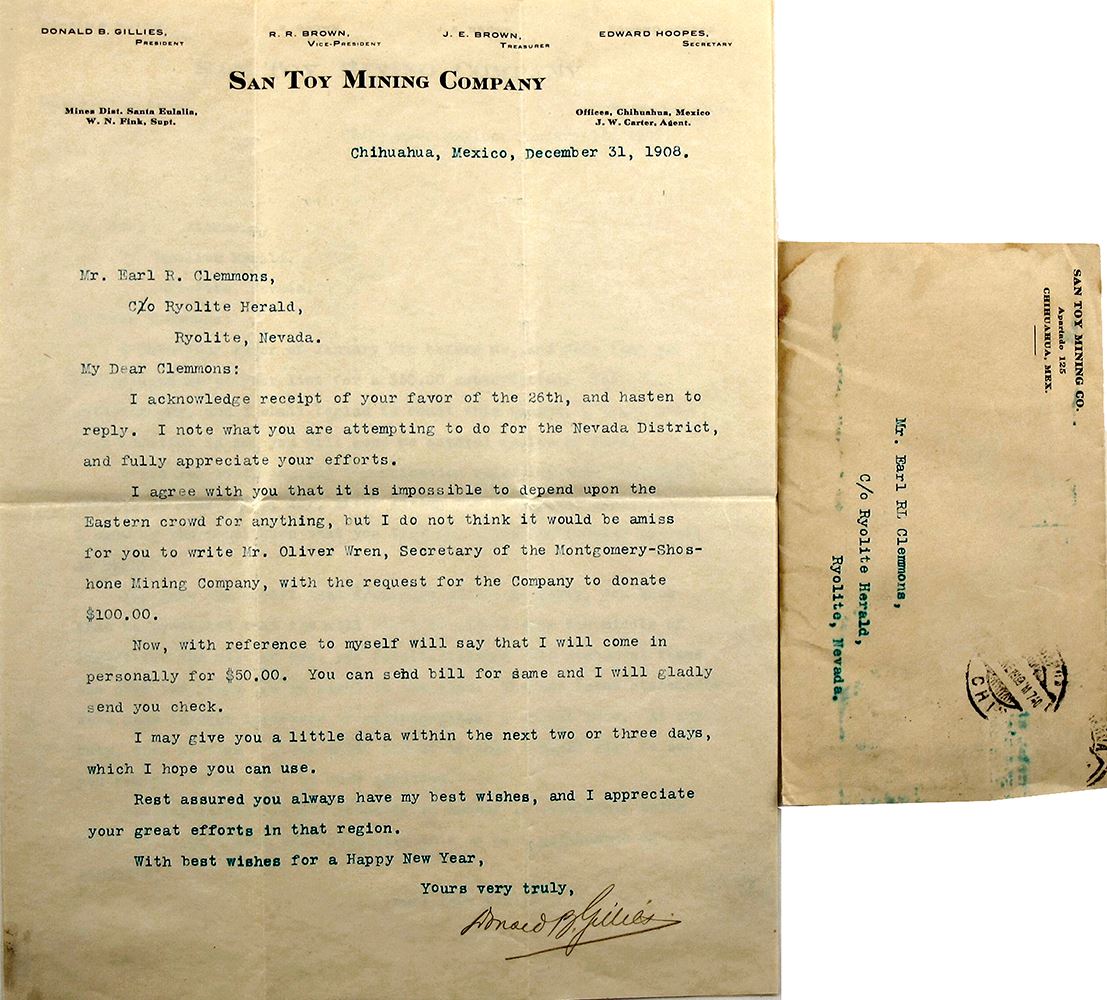 DONALD B. GILLIES,
PRESIDENT
R. R. BROWN,
VICE-PRESIDENT
J. E. BROWN,
TREASURER
EDWARD HOOPES,
SECRETARY
SAN TOY MINING COMPANY
Mines Dist. Santa Eulalia,
W. N. Fink, Supt.
Offices, Chihuahua, Mexico
J. W. Carter, Agent.
Chihuahua, Mexico, December 31, 1908.
Mr. Earl R. Clemmons,
C/o Ryolite Herald,
Ryolite, Nevada.
My Dear Clemmons:
I acknowledge receipt of your favor of the 26th, and hasten to
reply. I note what you are attempting to do for the Nevada District,
and fully appreciate your efforts.
I agree with you that it is impossible to depend upon the
Eastern crowd for anything, but I do not think it would be amiss
for you to write Mr. Oliver Wren, Secretary of the Montgomery-Shos-
hone Mining Company, with the request for the Company to donate
$100.00.
Now, with reference to myself will say that I will come in
personally for $50.00. You can send bill for same and I will gladly
send you check.
I may give you a little data within the next two or three days,
which I hope you can use.
Rest assured you always have my best wishes, and I appreciate
your great efforts in that region.
With best wishes for a Happy New Year,
Yours very truly,
Donald B. Gillies
SAN TOY MINING CO.
Apartado 125
CHIHUAHUA, MEX.
Mr. Earl RL Clemmons,
C/o Ryolite Herald,
Ryolite, Nevada.
CHI